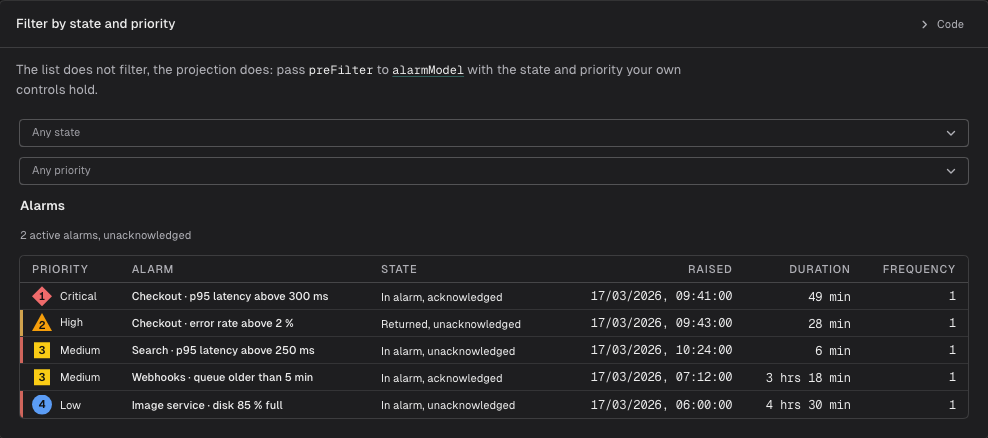 Filter by state and priority
Code
The list does not filter, the projection does: pass preFilter to alarmModel with the state and priority your own
controls hold.
Any state
Any priority
Alarms
2 active alarms, unacknowledged
PRIORITY ALARM STATE RAISED DURATION FREQUENCY
1 Critical Checkout · p95 latency above 300 ms In alarm, acknowledged 17/03/2026, 09:41:00 49 min 1
2 High Checkout · error rate above 2 % Returned, unacknowledged 17/03/2026, 09:43:00 28 min 1
3 Medium Search · p95 latency above 250 ms In alarm, unacknowledged 17/03/2026, 10:24:00 6 min 1
3 Medium Webhooks · queue older than 5 min In alarm, acknowledged 17/03/2026, 07:12:00 3 hrs 18 min 1
4 Low Image service · disk 85 % full In alarm, unacknowledged 17/03/2026, 06:00:00 4 hrs 30 min 1